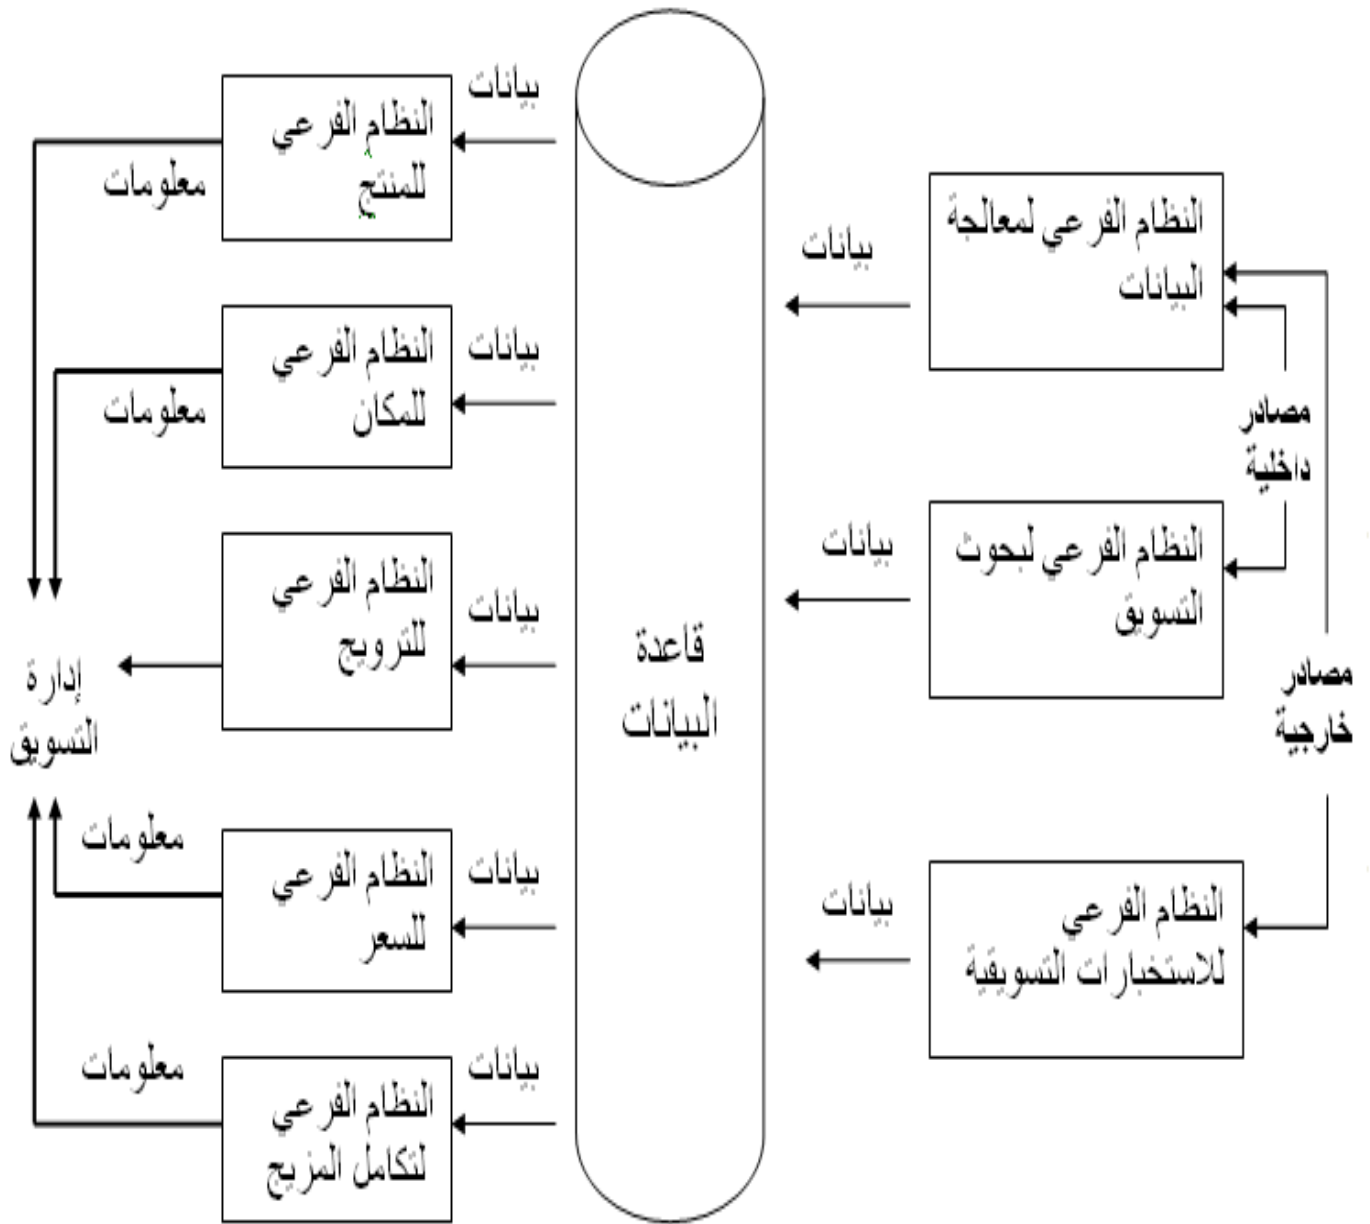 مصادر
داخلية
مصادر
خارجية
النظام الفرعي لمعالجة
البيانات
النظام الفرعي لبحوث
التسويق
النظام الفرعي
للاستخبارات التسويقية
بيانات
بيانات
بيانات
قاعدة
البيانات
بيانات
بيانات
بيانات
بيانات
بيانات
النظام الفرعي
للمنتج
النظام الفرعي
للمكان
النظام الفرعي
للترويج
النظام الفرعي
للسعر
النظام الفرعي
لتكامل المزيج
معلومات
معلومات
معلومات
معلومات
إدارة
التسويق